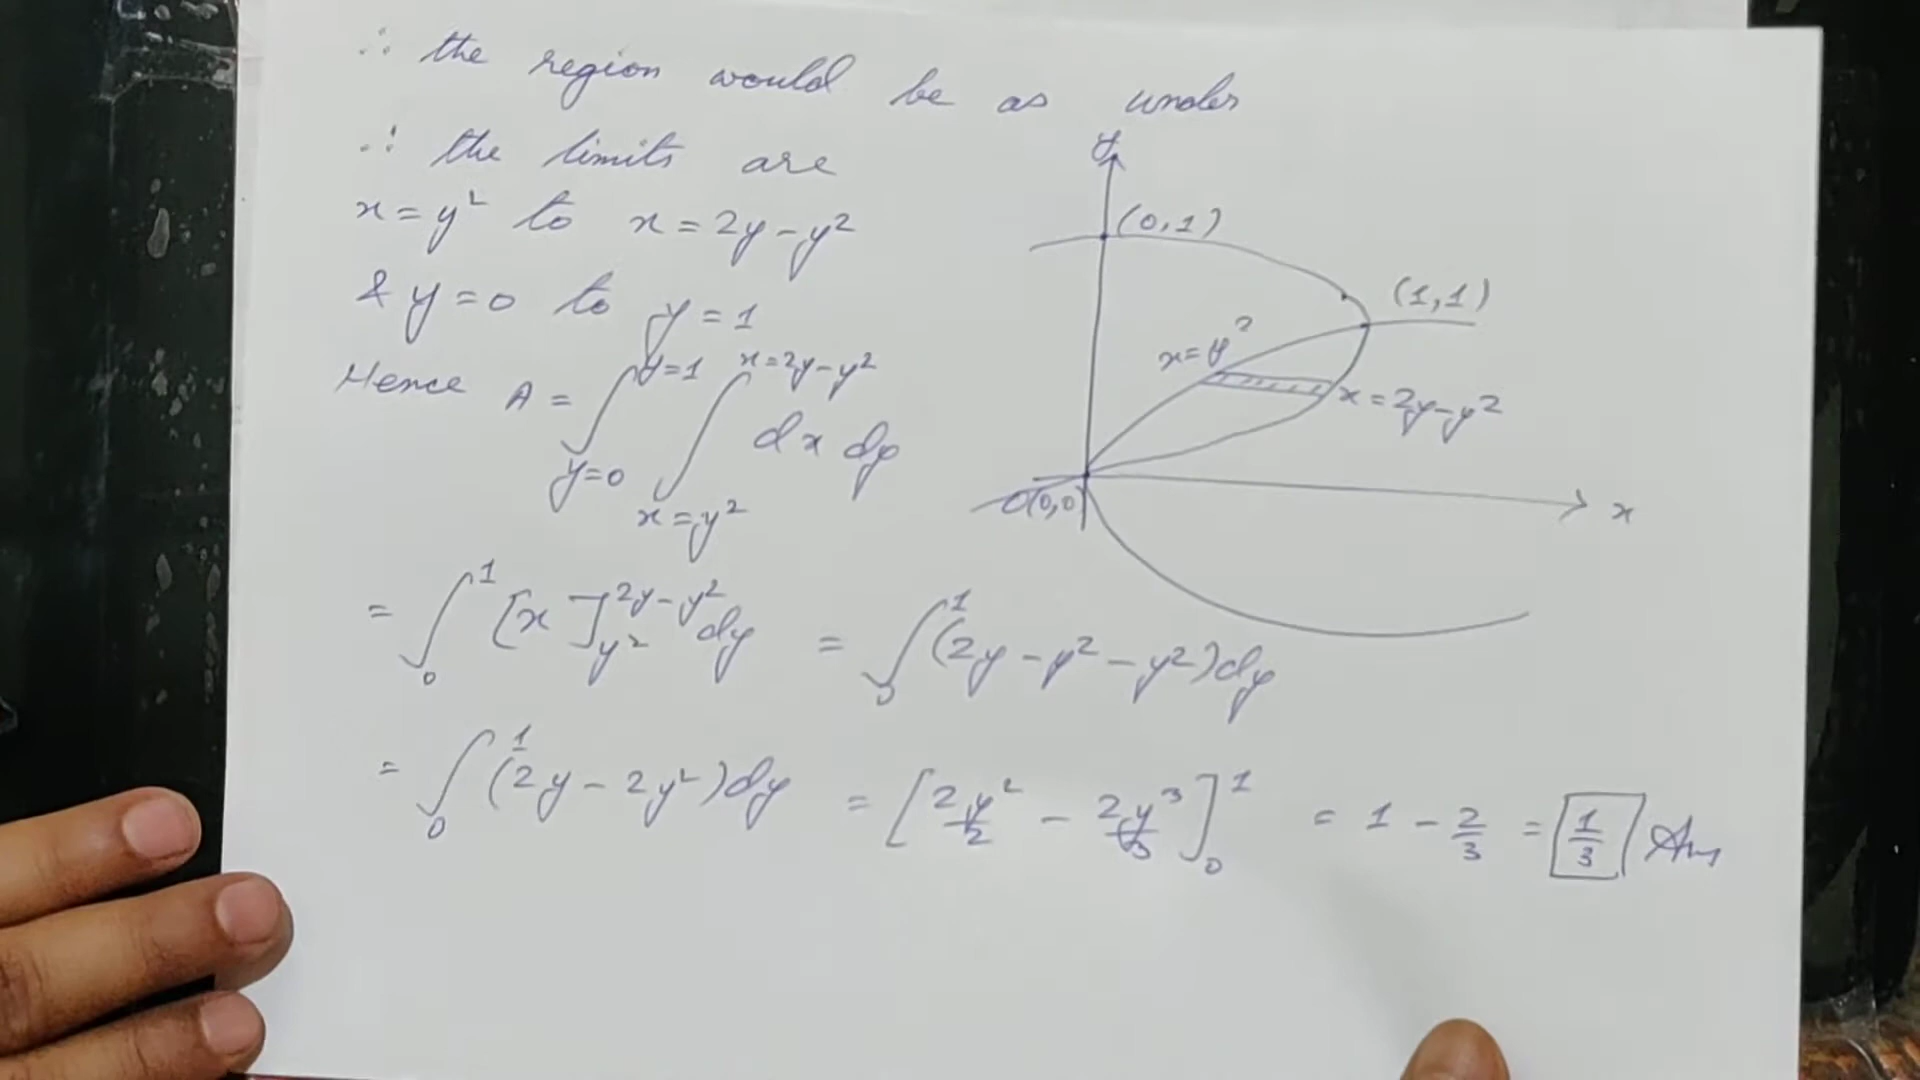 ∴ the region would be as under
∴ the limits are
x = y² to x = 2y - y²
& y = 0 to y = 1
Hence A = ∫_{y=0}^{y=1} ∫_{x=y²}^{x=2y-y²} dx dy
= ∫_0^1 [x]_{y²}^{2y-y²} dy = ∫_0^1 (2y - y² - y²) dy
= ∫_0^1 (2y - 2y²) dy = [2y²/2 - 2y³/3]_0^1 = 1 - 2/3 = 1/3 Ans
y
(0,1)
(1,1)
x = y²
x = 2y - y²
O(0,0)
x